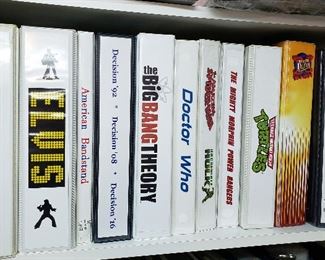 ELVIS
American Bandstand
Decision '92 * Decision '08 * Decision '16
the BIG BANG THEORY
Doctor Who
HULK
THE MIGHTY MORPHIN POWER RANGERS
TURTLES